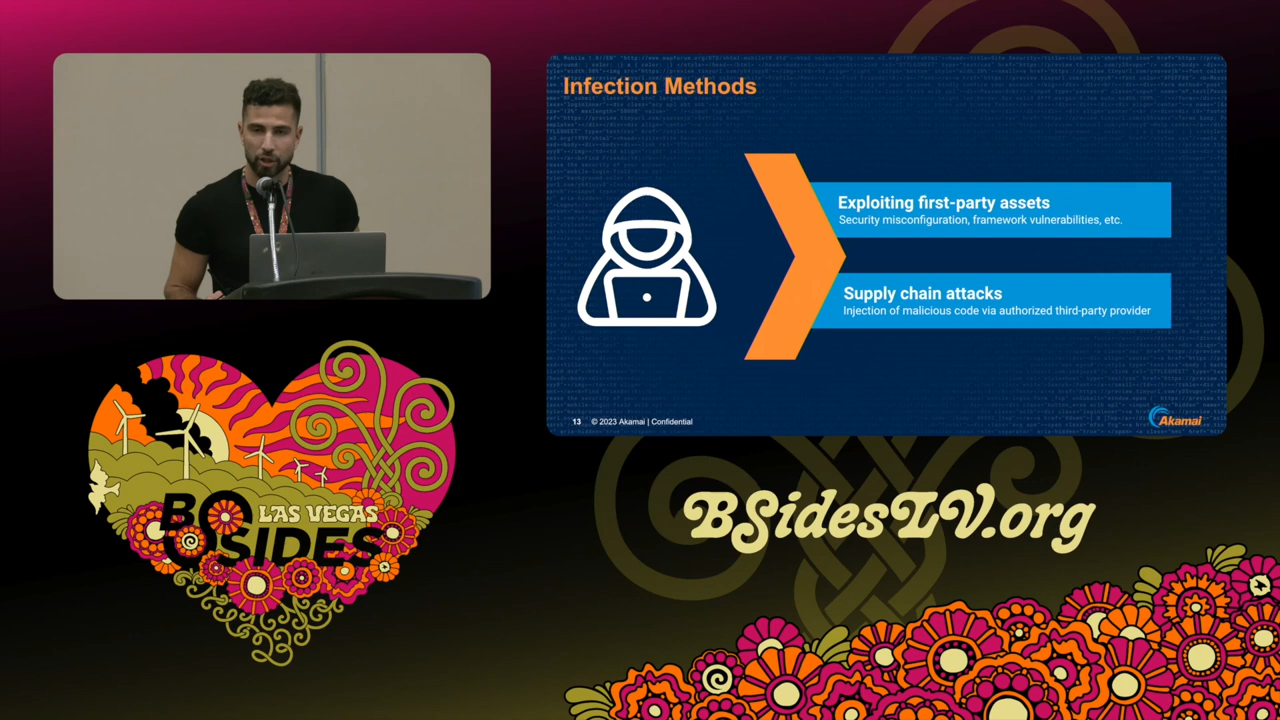 Infection Methods
Exploiting first-party assets
Security misconfiguration, framework vulnerabilities, etc.
Supply chain attacks
Injection of malicious code via authorized third-party provider
13 © 2023 Akamai | Confidential
Akamai
BSIDES
LAS VEGAS
23
BSidesLV.org